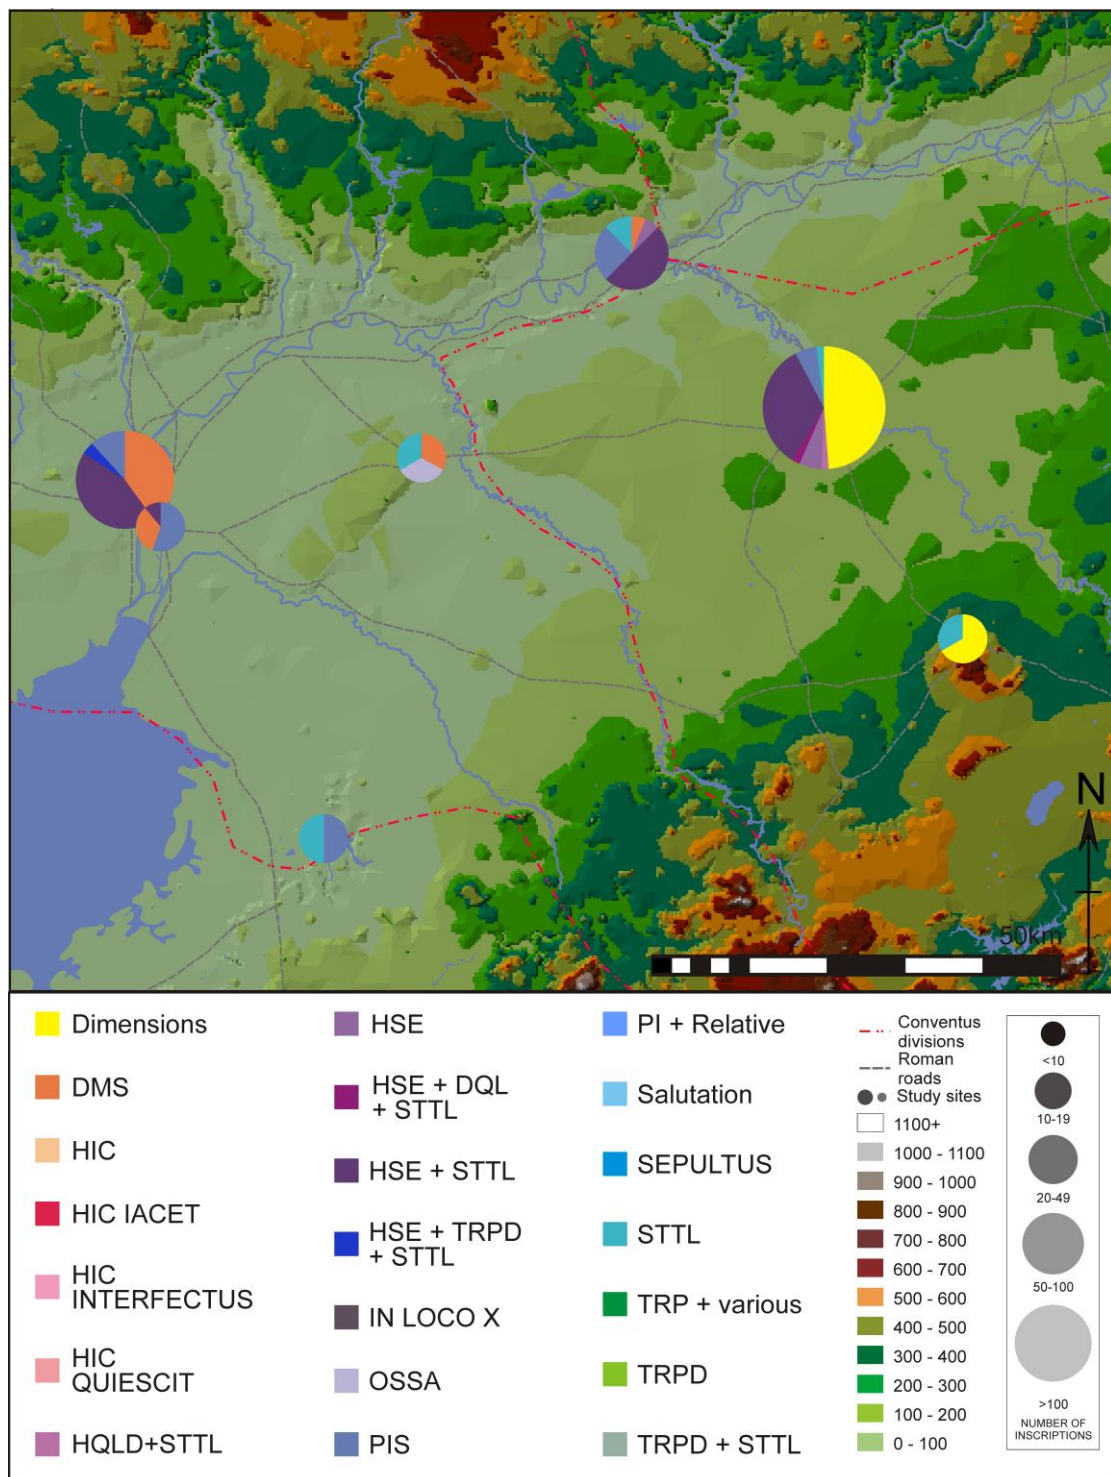 N
50km
Dimensions
DMS
HIC
HIC IACET
HIC
INTERFECTUS
HIC
QUIESCIT
HQLD+STTL
HSE
HSE + DQL
+ STTL
HSE + STTL
HSE + TRPD
+ STTL
IN LOCO X
OSSA
PIS
PI + Relative
Salutation
SEPULTUS
STTL
TRP + various
TRPD
TRPD + STTL
Conventus
divisions
Roman
roads
Study sites
1100+
1000 - 1100
900 - 1000
800 - 900
700 - 800
600 - 700
500 - 600
400 - 500
300 - 400
200 - 300
100 - 200
0 - 100
<10
10-19
20-49
50-100
>100
NUMBER OF
INSCRIPTIONS